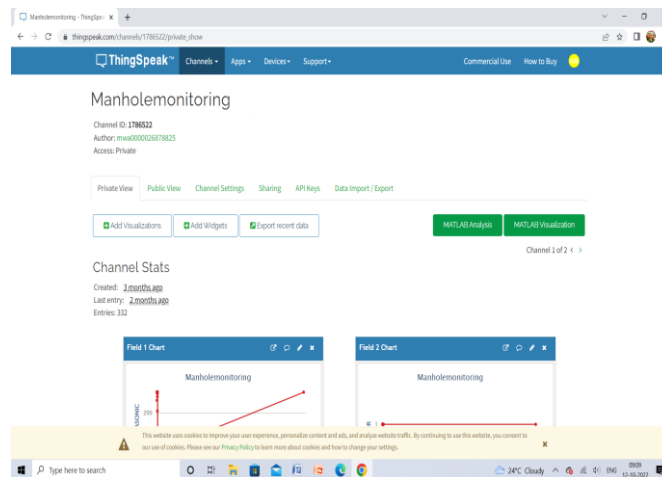 Manholemonitoring - ThingSpe
thingspeak.com/channels/1786522/private_show
ThingSpeak™ Channels Apps Devices Support Commercial Use How to Buy
Manholemonitoring
Channel ID: 1786522
Author: mwa0000026878825
Access: Private
Private View Public View Channel Settings Sharing API Keys Data Import / Export
Add Visualizations Add Widgets Export recent data MATLAB Analysis MATLAB Visualization
Channel 1 of 2 < >
Channel Stats
Created: 3 months ago
Last entry: 2 months ago
Entries: 332
Field 1 Chart Field 2 Chart
Manholemonitoring Manholemonitoring
200
This website uses cookies to improve your user experience, personalize content and ads, and analyze website traffic. By continuing to use this website, you consent
to our use of cookies. Please see our Privacy Policy to learn more about cookies and how to change your settings.
Type here to search 24°C Cloudy ENG 0909
12-10-2022